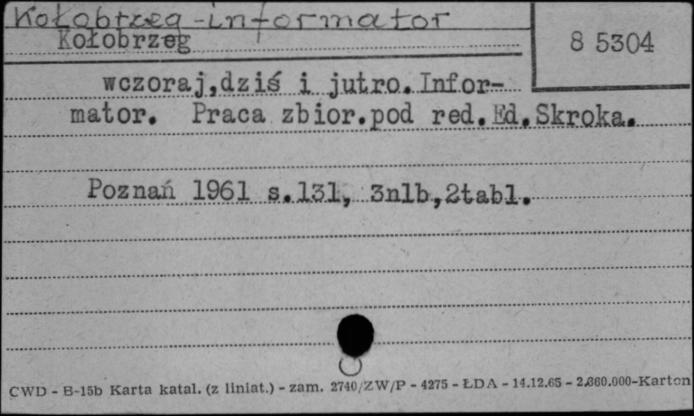 Kołobrzeg - informator
Kołobrzeg
8 5304
wczoraj,dziś i jutro. Infor-
mator. Praca zbior.pod red.Ed.Skroka.
Poznań 1961 s.131, 3nlb,2tabl.
CWD - B-15b Karta katal. (z liniat.) - zam. 2740/ZW/P - 4275 - ŁDA - 14.12.65 - 2.860.000-Karton